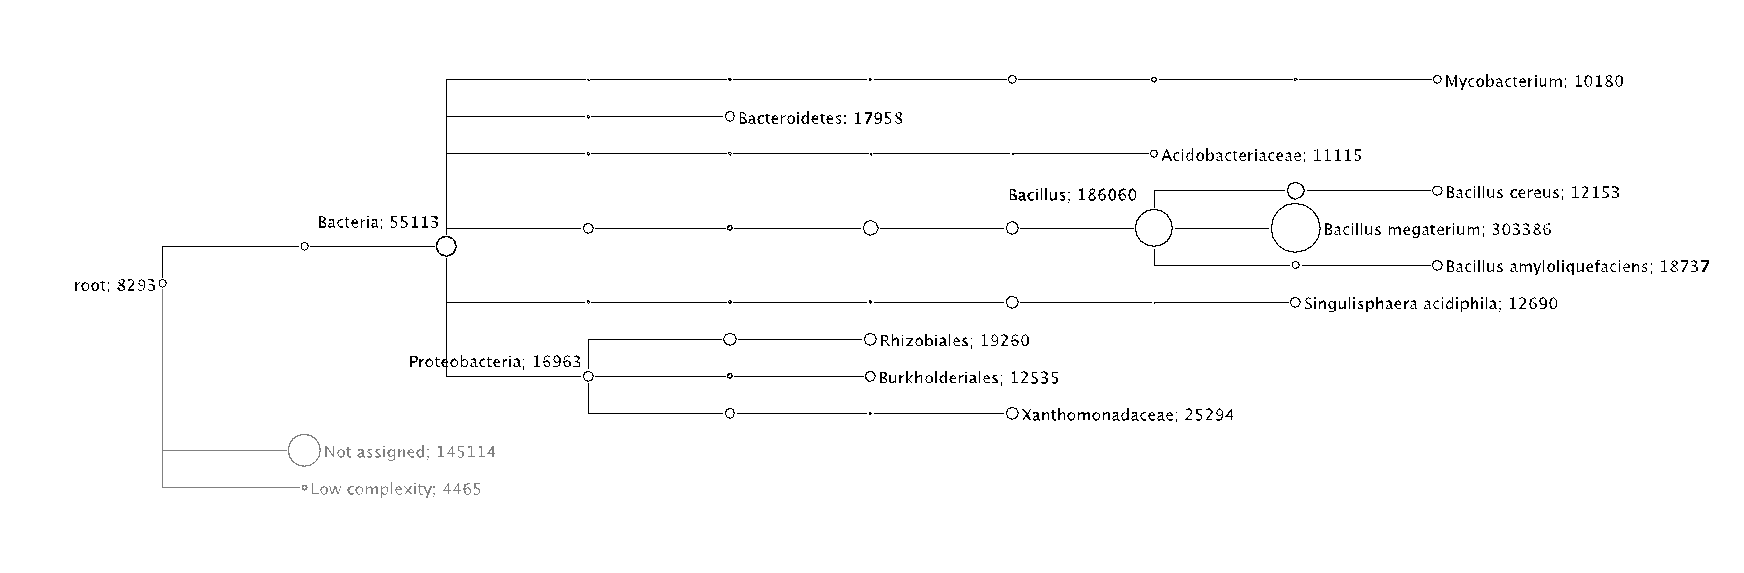 Mycobacterium; 10180
Bacteroidetes; 17958
Acidobacteriaceae; 11115
Bacillus; 186060
Bacillus cereus; 12153
Bacteria; 55113
Bacillus megaterium; 303386
Bacillus amyloliquefaciens; 18737
root; 8293
Singulisphaera acidiphila; 12690
Rhizobiales; 19260
Proteobacteria; 16963
Burkholderiales; 12535
Xanthomonadaceae; 25294
Not assigned; 145114
Low complexity; 4465